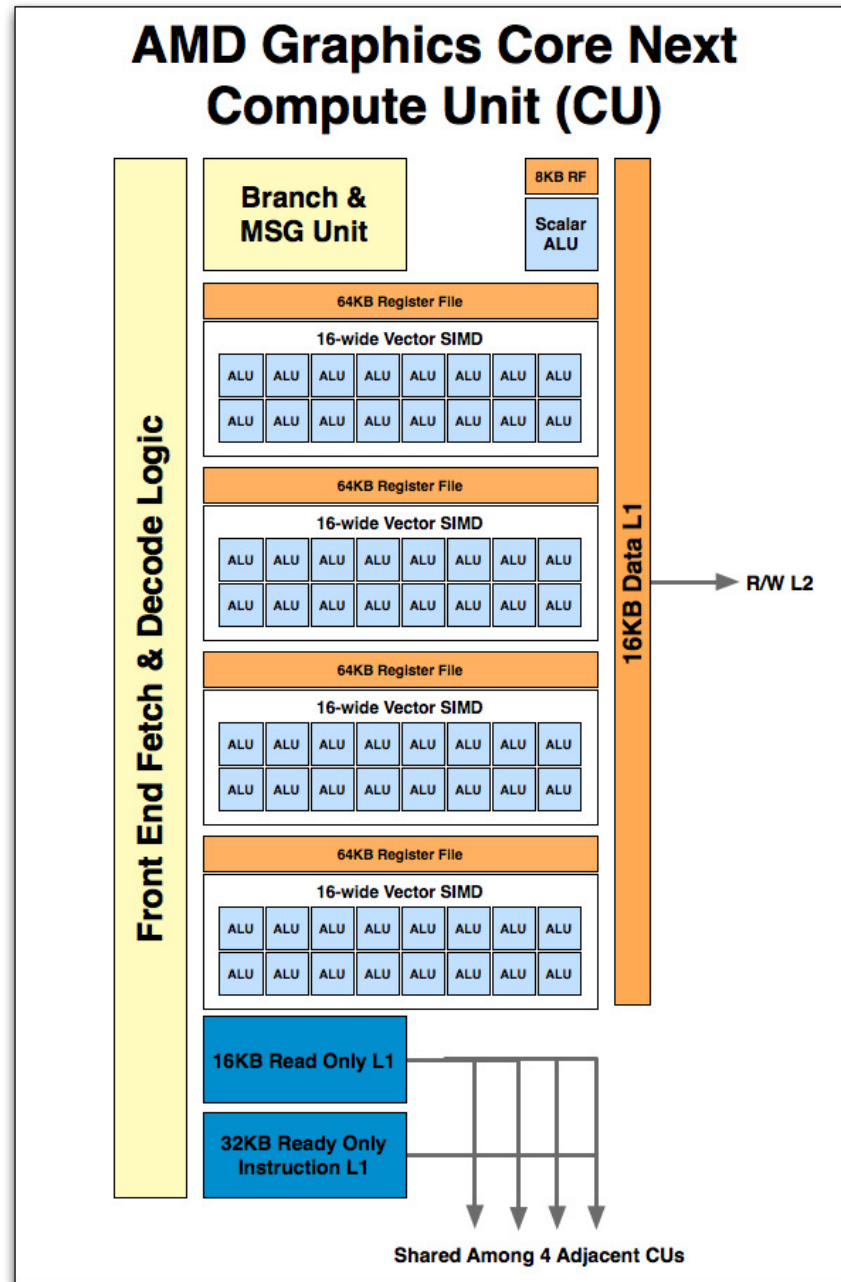 AMD Graphics Core Next
Compute Unit (CU)
Front End Fetch & Decode Logic
Branch &
MSG Unit
8KB RF
Scalar
ALU
64KB Register File
16-wide Vector SIMD
ALU ALU ALU ALU ALU ALU ALU ALU
ALU ALU ALU ALU ALU ALU ALU ALU
64KB Register File
16-wide Vector SIMD
ALU ALU ALU ALU ALU ALU ALU ALU
ALU ALU ALU ALU ALU ALU ALU ALU
64KB Register File
16-wide Vector SIMD
ALU ALU ALU ALU ALU ALU ALU ALU
ALU ALU ALU ALU ALU ALU ALU ALU
64KB Register File
16-wide Vector SIMD
ALU ALU ALU ALU ALU ALU ALU ALU
ALU ALU ALU ALU ALU ALU ALU ALU
16KB Data L1
R/W L2
16KB Read Only L1
32KB Ready Only
Instruction L1
Shared Among 4 Adjacent CUs